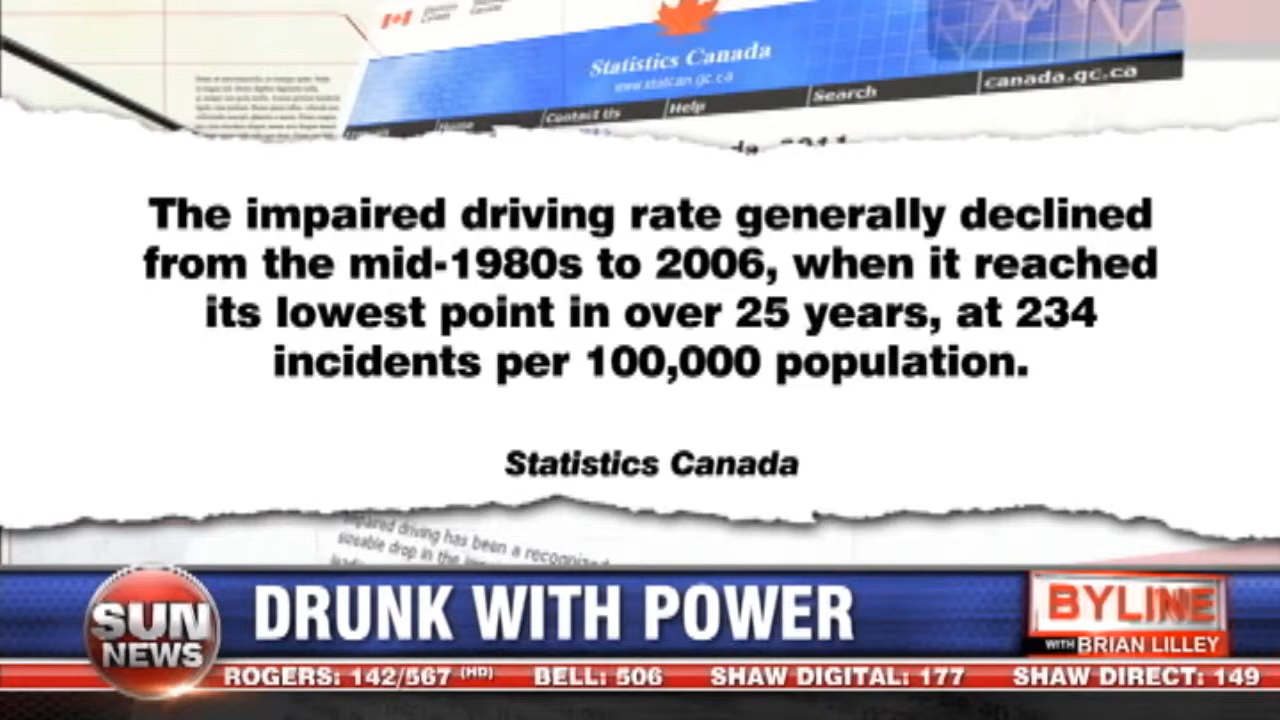 Statistics Canada
www.statcan.gc.ca
Home
Contact Us
Help
Search
canada.gc.ca
The impaired driving rate generally declined
from the mid-1980s to 2006, when it reached
its lowest point in over 25 years, at 234
incidents per 100,000 population.
Statistics Canada
impaired driving has been a recognized
sizeable drop in the
SUN
NEWS
DRUNK WITH POWER
BYLINE
WITH BRIAN LILLEY
ROGERS: 142/567 (HD) BELL: 506 SHAW DIGITAL: 177 SHAW DIRECT: 149